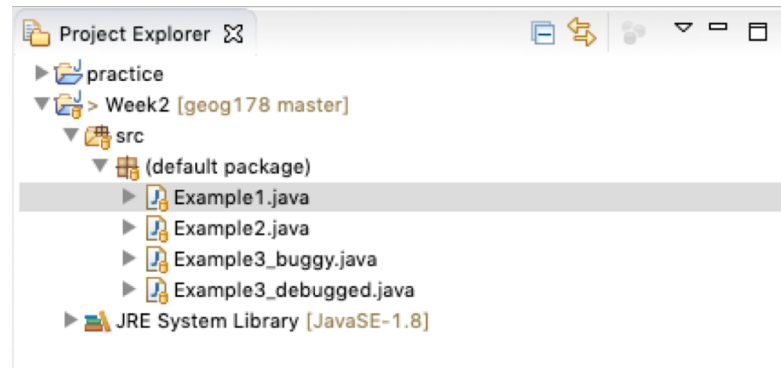 Project Explorer
practice
> Week2 [geog178 master]
src
(default package)
Example1.java
Example2.java
Example3_buggy.java
Example3_debugged.java
JRE System Library [JavaSE-1.8]